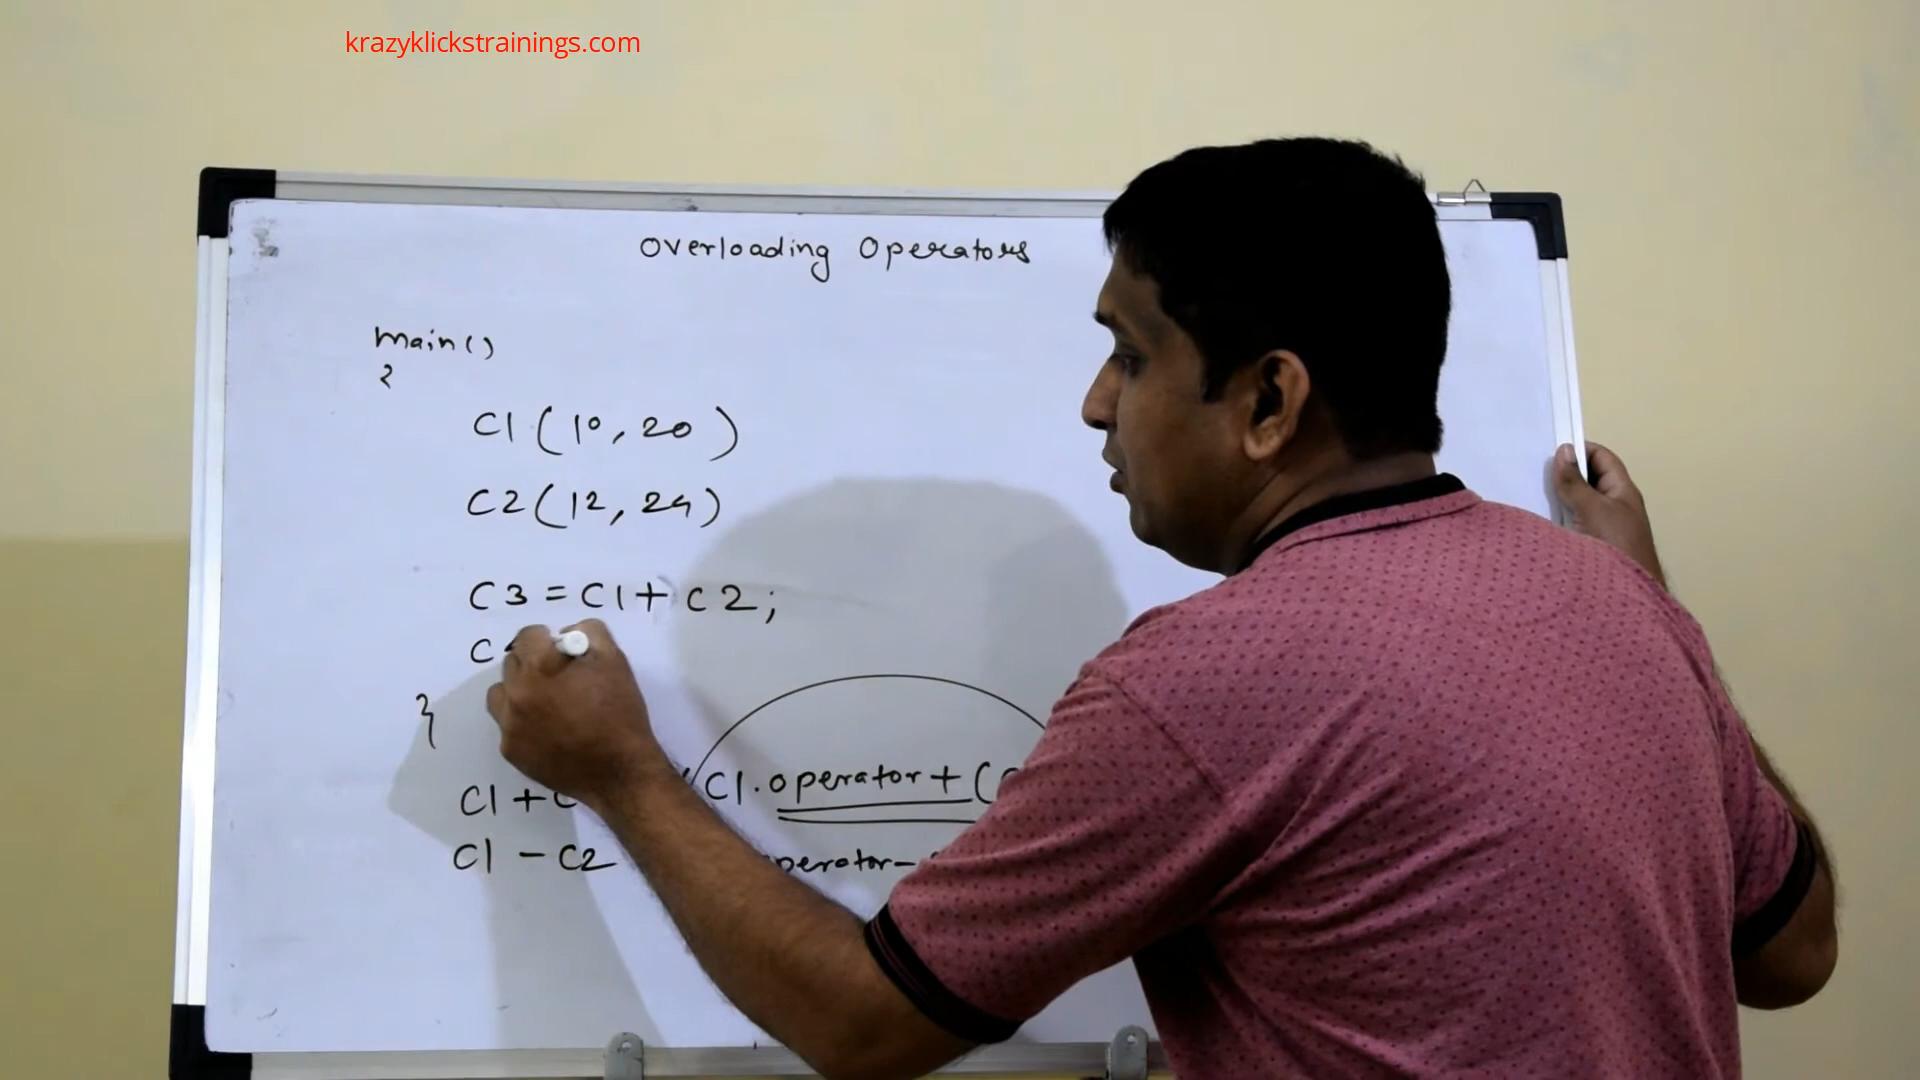 krazyklickstrainings.com
Overloading Operators
main()
{
C1 (10, 20)
C2 (12, 24)
C3 = C1 + C2;
C
}
C1 + C C1.operator+(C
C1 - C2 perator-